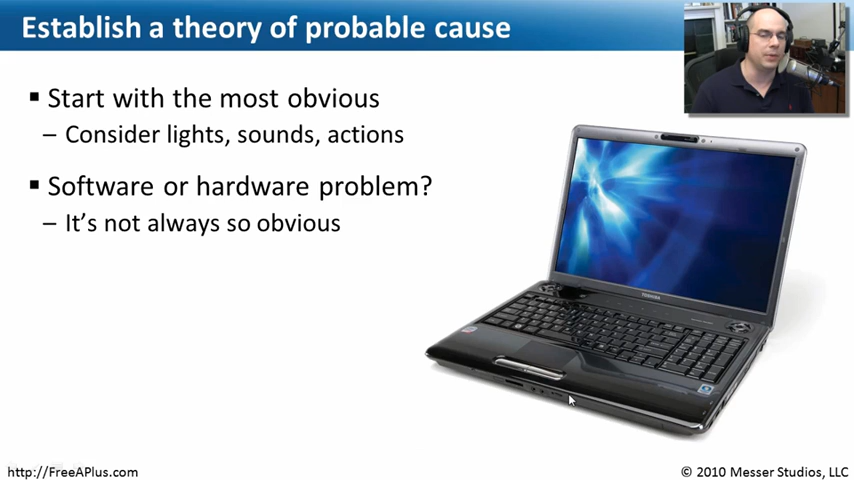 Establish a theory of probable cause
▪ Start with the most obvious
– Consider lights, sounds, actions
▪ Software or hardware problem?
– It's not always so obvious
TOSHIBA
http://FreeAPlus.com
© 2010 Messer Studios, LLC